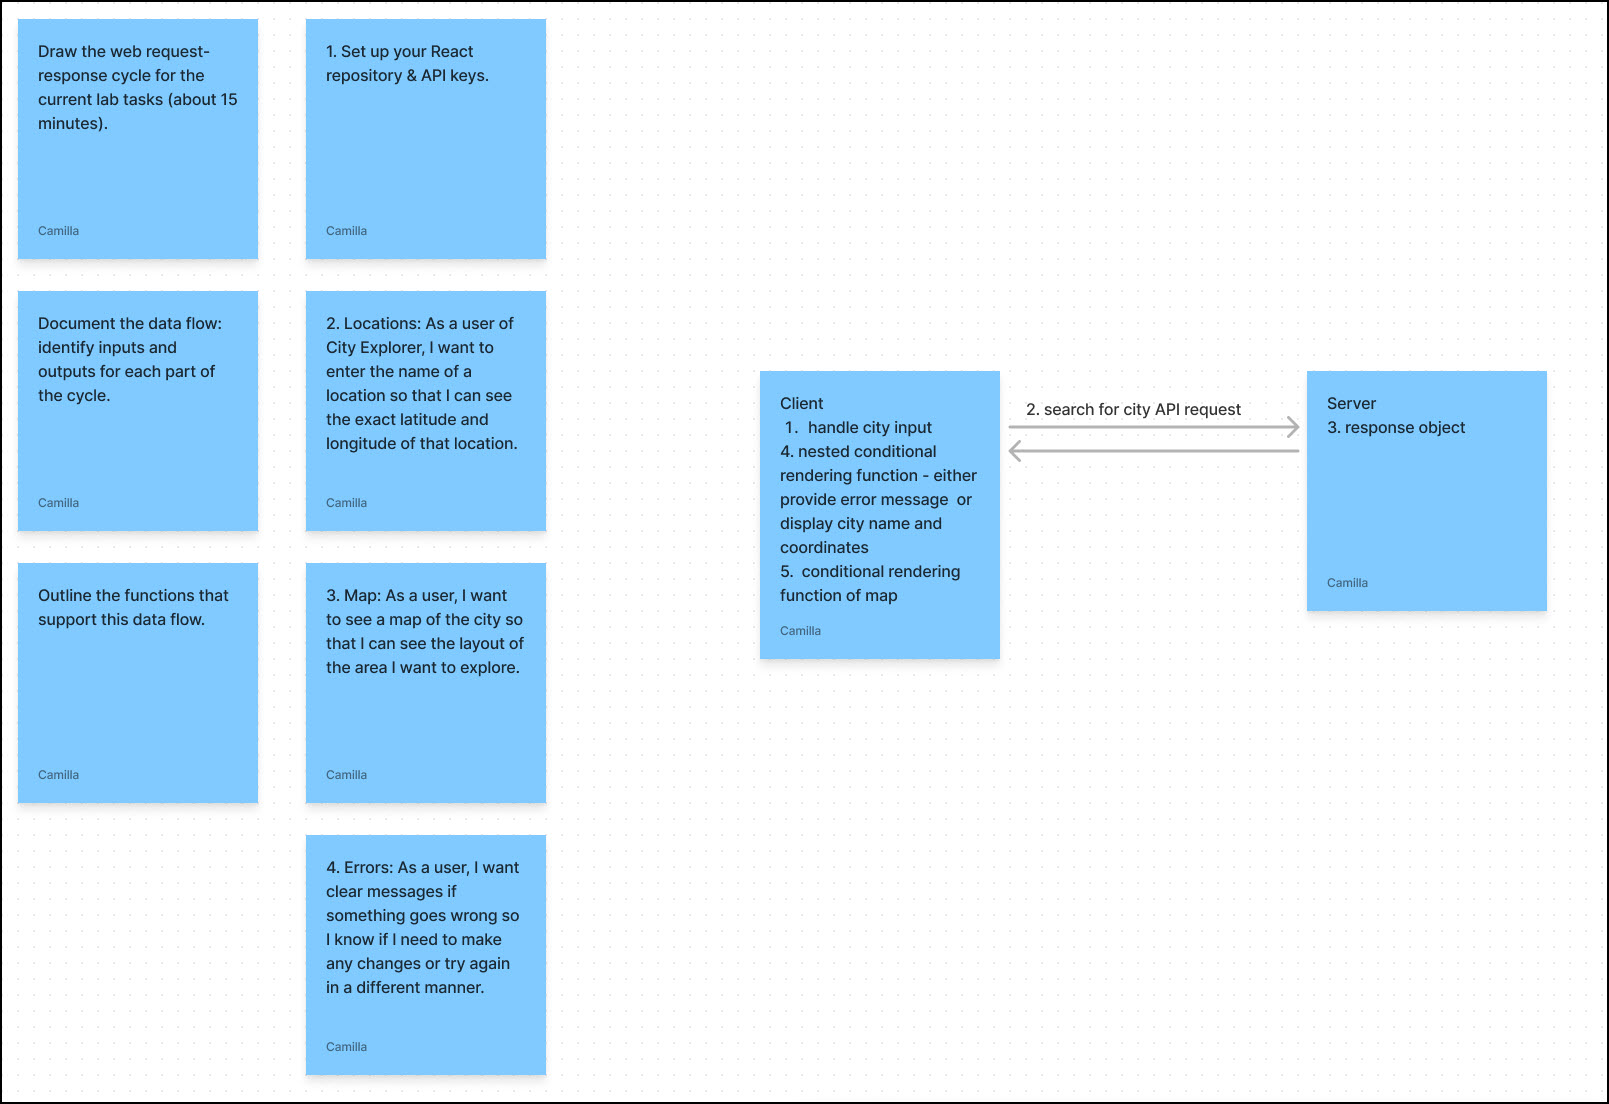 Draw the web request-
response cycle for the
current lab tasks (about 15
minutes).
Camilla
Document the data flow:
identify inputs and
outputs for each part of
the cycle.
Camilla
Outline the functions that
support this data flow.
Camilla
1. Set up your React
repository & API keys.
Camilla
2. Locations: As a user of
City Explorer, I want to
enter the name of a
location so that I can see
the exact latitude and
longitude of that location.
Camilla
3. Map: As a user, I want
to see a map of the city so
that I can see the layout of
the area I want to explore.
Camilla
4. Errors: As a user, I want
clear messages if
something goes wrong so
I know if I need to make
any changes or try again
in a different manner.
Camilla
Client
1. handle city input
4. nested conditional
rendering function - either
provide error message or
display city name and
coordinates
5. conditional rendering
function of map
Camilla
2. search for city API request
Server
3. response object
Camilla